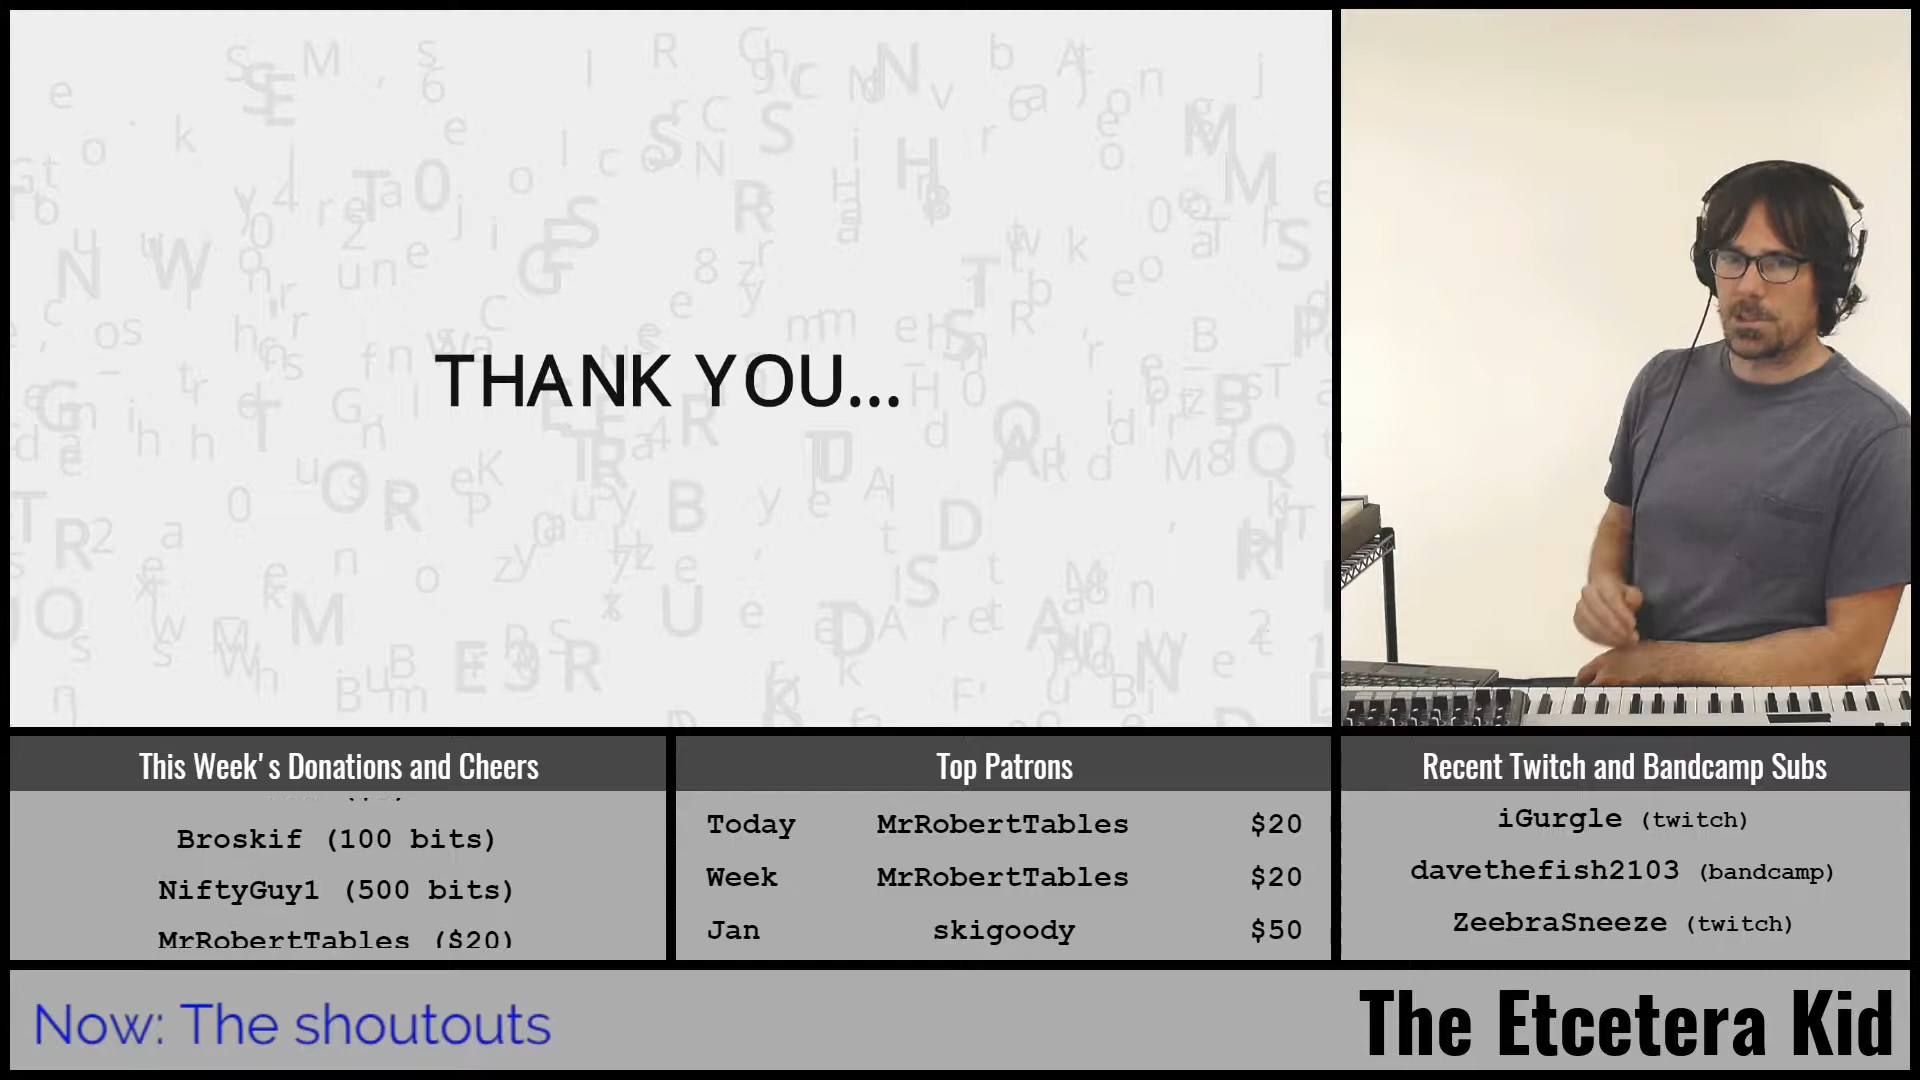 THANK YOU...
This Week's Donations and Cheers
Broskif (100 bits)
NiftyGuy1 (500 bits)
MrRobertTables ($20)
Top Patrons
Today MrRobertTables $20
Week MrRobertTables $20
Jan skigoody $50
Recent Twitch and Bandcamp Subs
iGurgle (twitch)
davethefish2103 (bandcamp)
ZeebraSneeze (twitch)
Now: The shoutouts
The Etcetera Kid